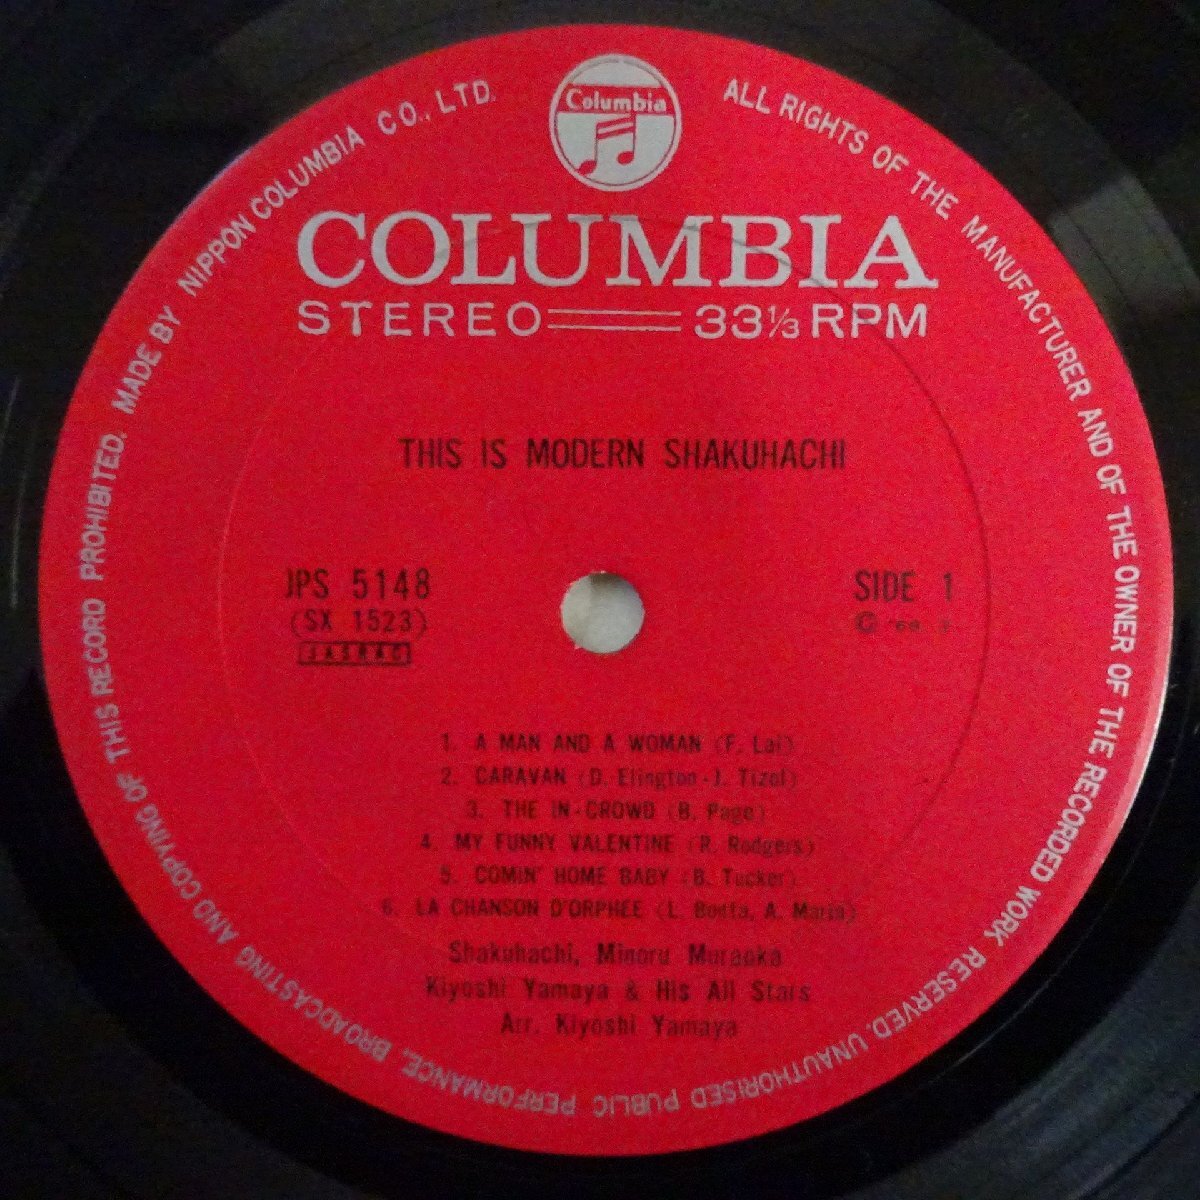 Columbia
COLUMBIA
STEREO 33⅓ RPM
THIS IS MODERN SHAKUHACHI
JPS 5148
(SX 1523)
JASRAC
SIDE 1
1. A MAN AND A WOMAN (F. Lai)
2. CARAVAN (D. Elington - J. Tizol)
3. THE IN-CROWD (B. Page)
4. MY FUNNY VALENTINE (R. Rodgers)
5. COMIN' HOME BABY (B. Tucker)
6. LA CHANSON D'ORPHEE (L. Bonfa, A. Maria)
Shakuhachi, Minoru Muraoka
Kiyoshi Yamaya & His All Stars
Arr. Kiyoshi Yamaya
ALL RIGHTS OF THE MANUFACTURER AND OF THE OWNER OF THE RECORDED WORK RESERVED. UNAUTHORISED PUBLIC PERFORMANCE, BROADCASTING AND COPYING OF THIS RECORD PROHIBITED. MADE BY NIPPON COLUMBIA CO., LTD.